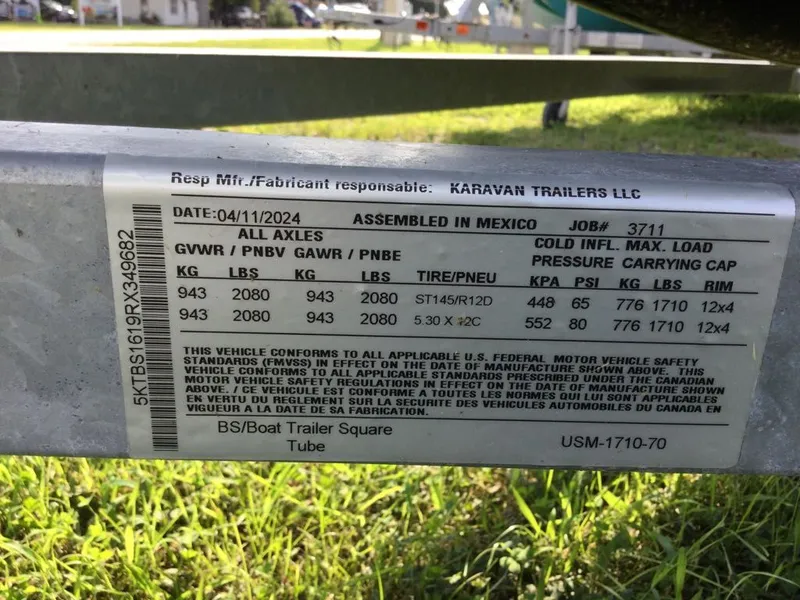 Resp Mfr./Fabricant responsable: KARAVAN TRAILERS LLC
DATE:04/11/2024 ASSEMBLED IN MEXICO JOB# 3711
ALL AXLES COLD INFL. MAX. LOAD
GVWR / PNBV GAWR / PNBE PRESSURE CARRYING CAP
KG LBS KG LBS TIRE/PNEU KPA PSI KG LBS RIM
943 2080 943 2080 ST145/R12D 448 65 776 1710 12x4
943 2080 943 2080 5.30 X 12C 552 80 776 1710 12x4
THIS VEHICLE CONFORMS TO ALL APPLICABLE U.S. FEDERAL MOTOR VEHICLE SAFETY
STANDARDS (FMVSS) IN EFFECT ON THE DATE OF MANUFACTURE SHOWN ABOVE. THIS
VEHICLE CONFORMS TO ALL APPLICABLE STANDARDS PRESCRIBED UNDER THE CANADIAN
MOTOR VEHICLE SAFETY REGULATIONS IN EFFECT ON THE DATE OF MANUFACTURE SHOWN
ABOVE. / CE VEHICULE EST CONFORME A TOUTES LES NORMES QUI LUI SONT APPLICABLES
EN VERTU DU REGLEMENT SUR LA SECURITE DES VEHICULES AUTOMOBILES DU CANADA EN
VIGUEUR A LA DATE DE SA FABRICATION.
BS/Boat Trailer Square
Tube
USM-1710-70
5KTBS1619RX349682